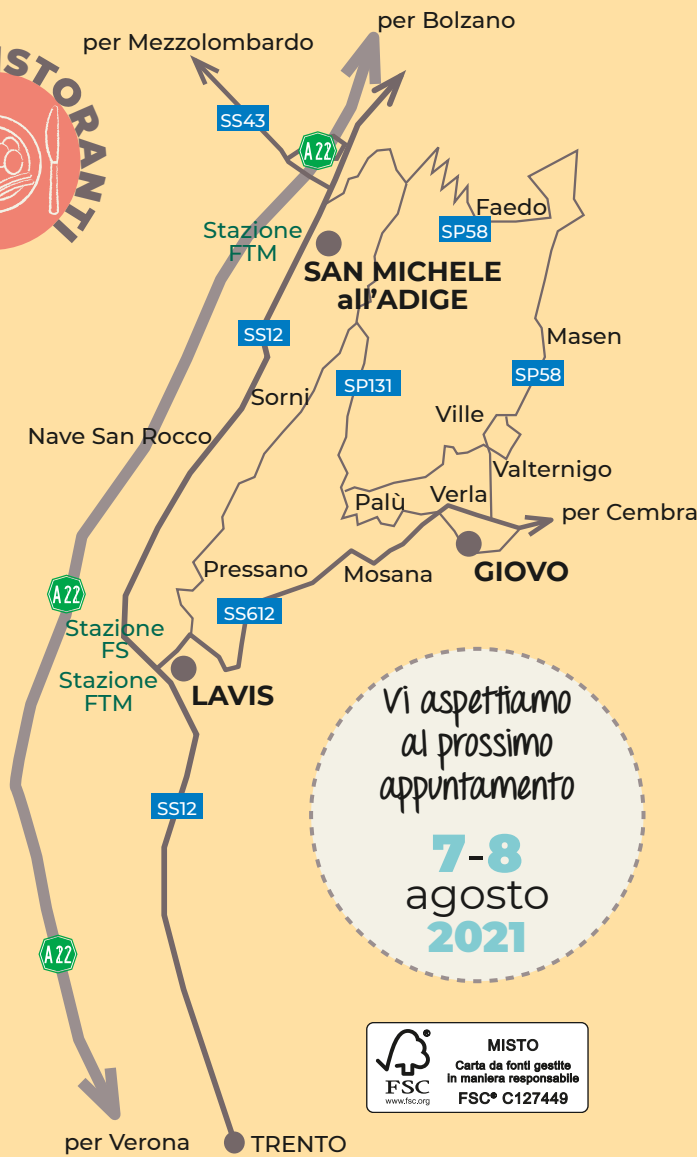 per Bolzano
per Mezzolombardo
SS43
A22
Faedo
SP58
Stazione
FTM
SAN MICHELE
all'ADIGE
SS12
Masen
SP58
SP131
Sorni
Ville
Nave San Rocco
Valternigo
Palù
Verla
per Cembra
Pressano
Mosana
GIOVO
A22
SS612
Stazione
FS
Stazione
FTM
LAVIS
Vi aspettiamo
al prossimo
appuntamento
7-8
agosto
2021
SS12
A22
FSC
www.fsc.org
®
MISTO
Carta da fonti gestite
in maniera responsabile
FSC® C127449
per Verona
TRENTO